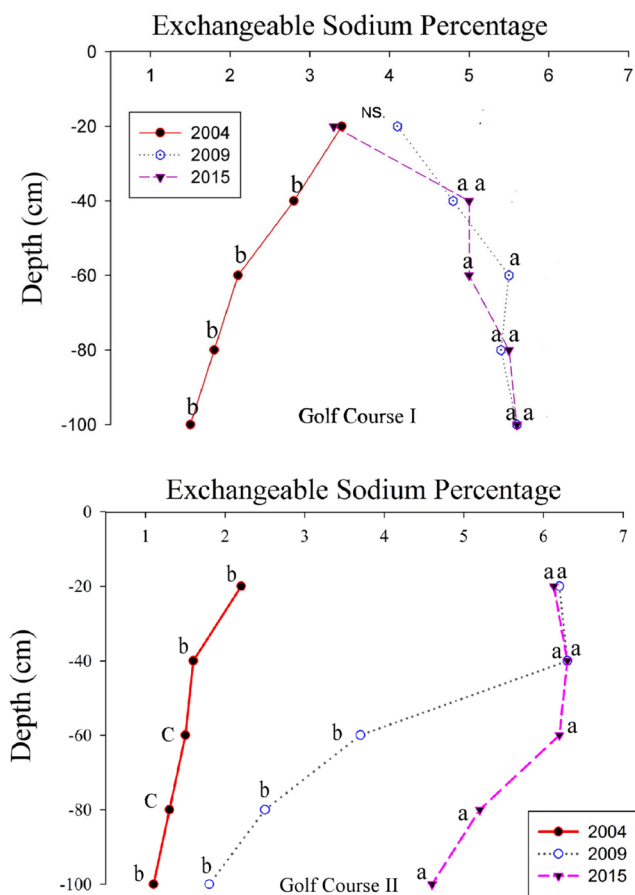 Exchangeable Sodium Percentage
0
1 2 3 4 5 6 7
NS.
2004
2009
2015
-20
b
a a
-40
b
a
a
-60
Depth (cm)
b
a a
-80
b
a a
-100
Golf Course I
Exchangeable Sodium Percentage
0
1 2 3 4 5 6 7
b
a a
-20
b
a a
-40
Depth (cm)
C
b
a
-60
C
b
a
-80
2004
2009
2015
b
b
a
-100
Golf Course II